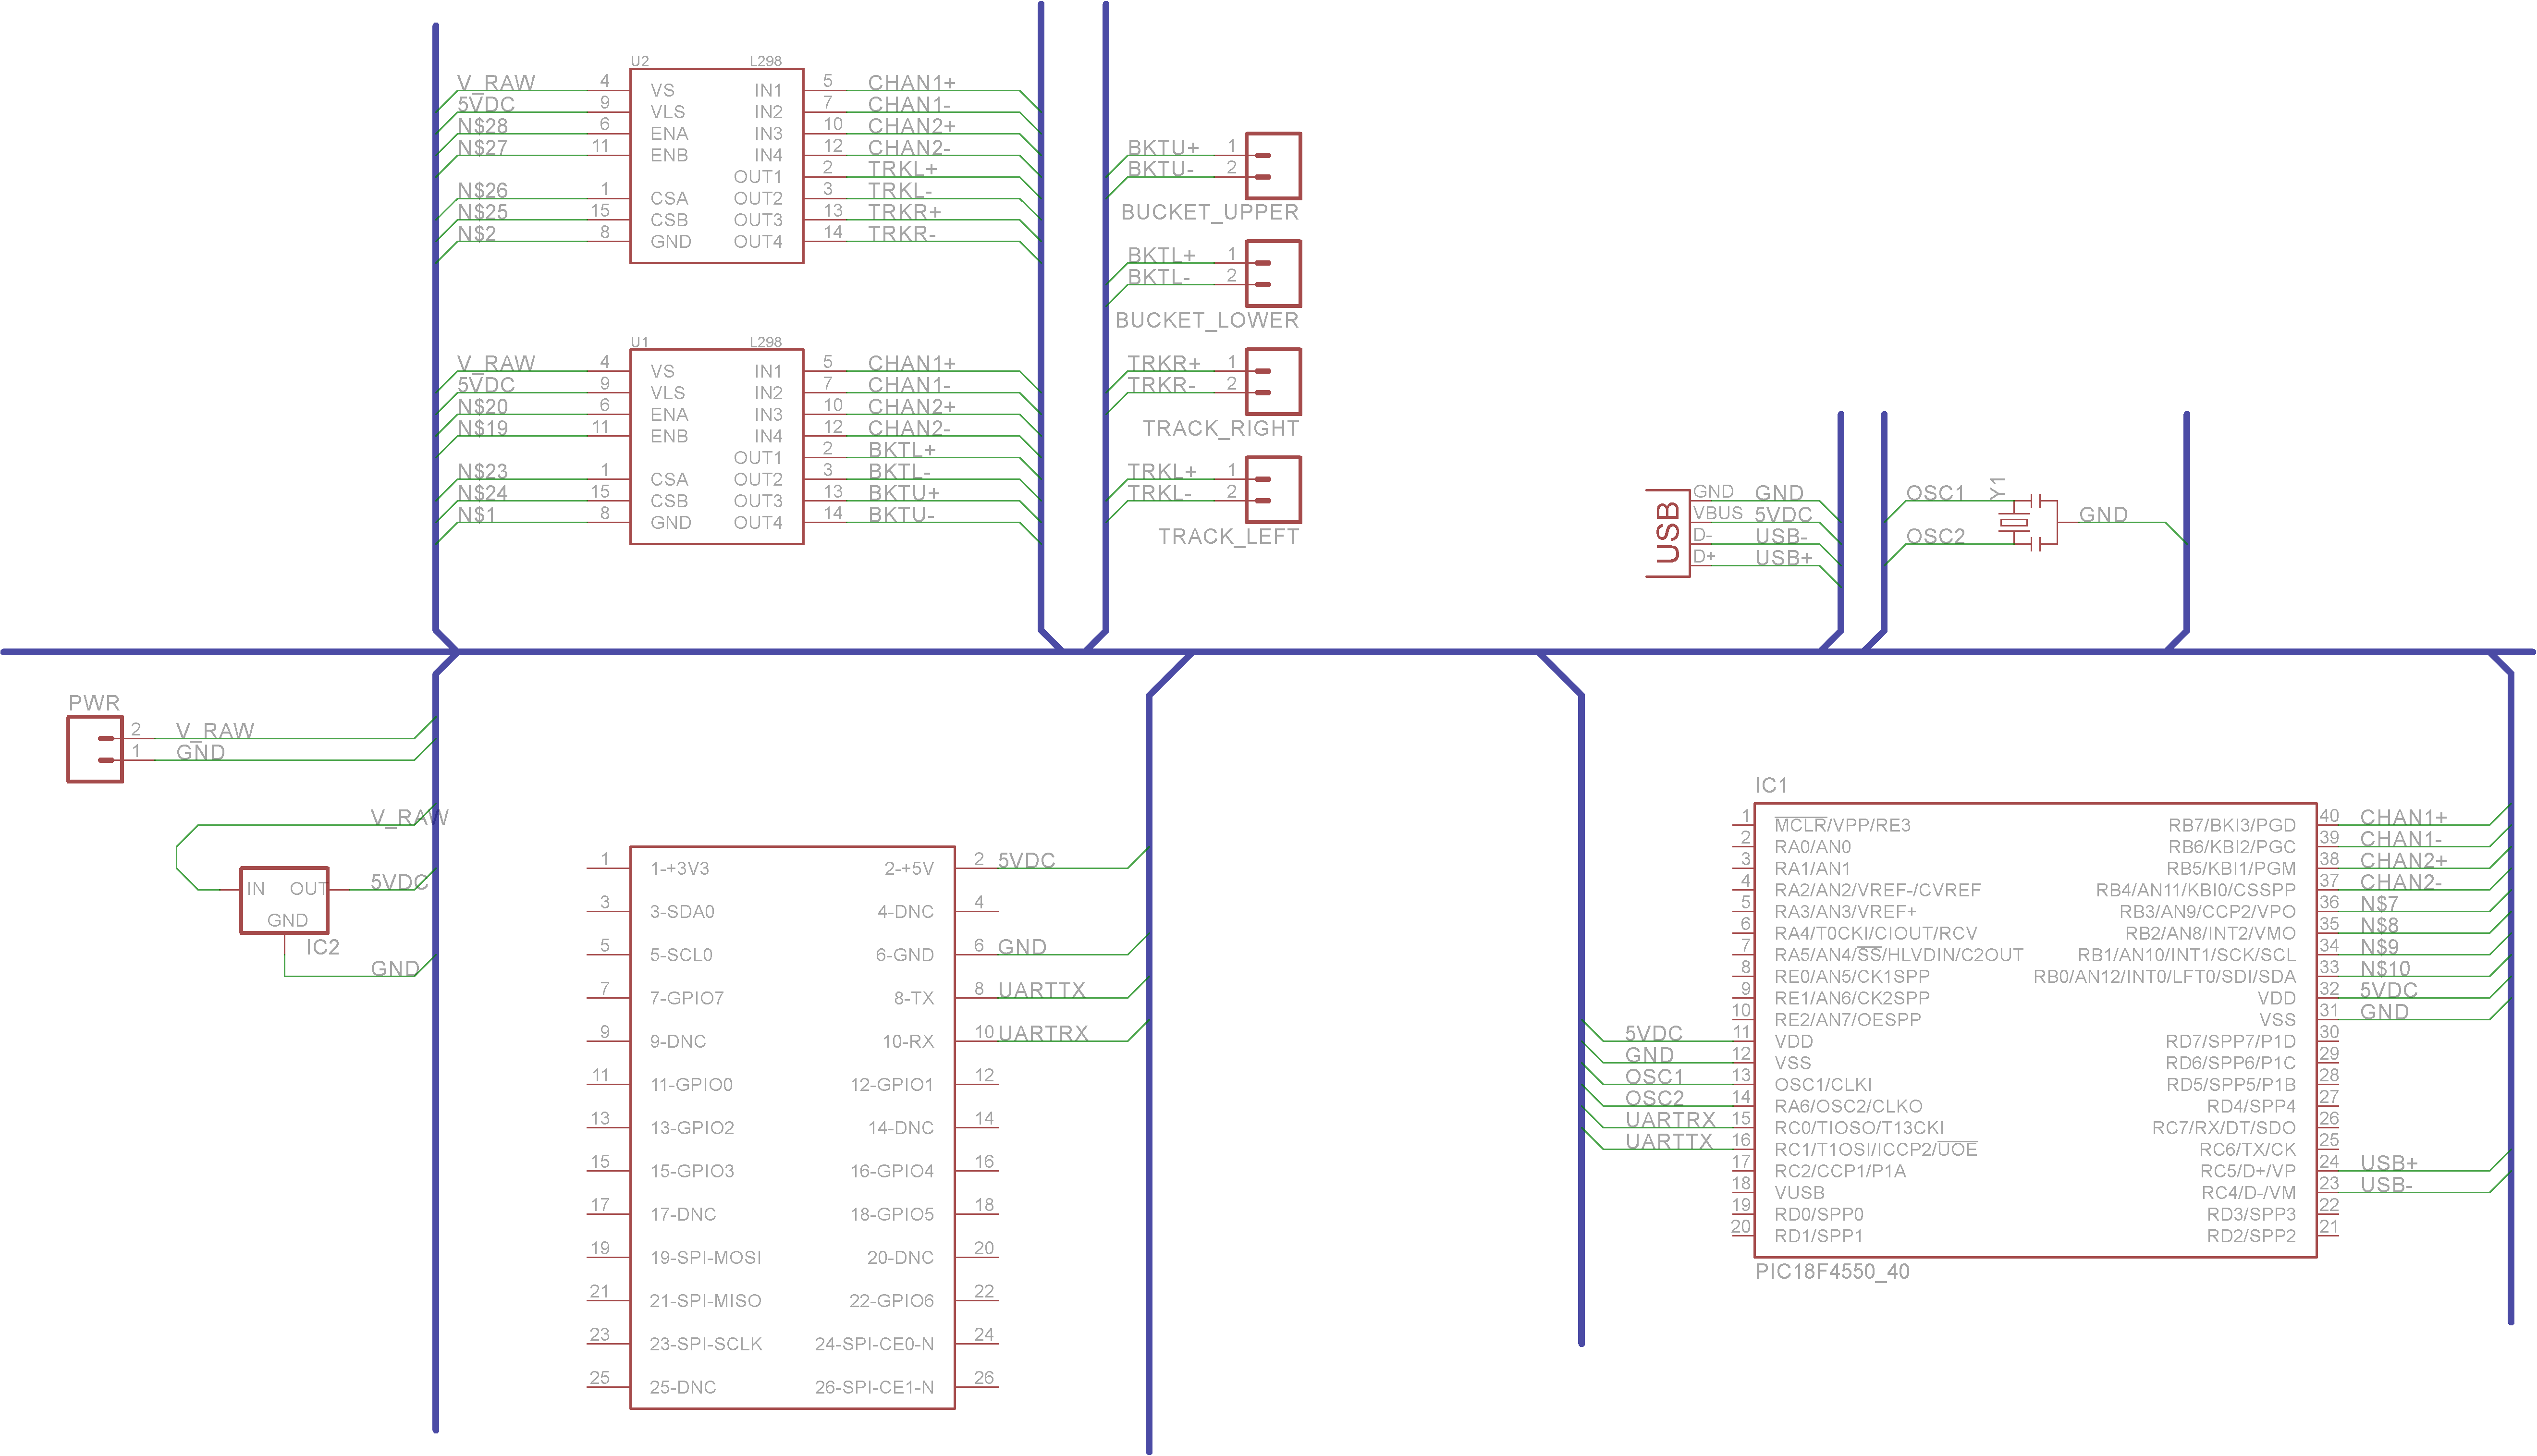 U2 L298
V_RAW 4 VS IN1 5 CHAN1+
5VDC 9 VLS IN2 7 CHAN1-
N$28 6 ENA IN3 10 CHAN2+
N$27 11 ENB IN4 12 CHAN2-
OUT1 2 TRKL+
N$26 1 CSA OUT2 3 TRKL-
N$25 15 CSB OUT3 13 TRKR+
N$2 8 GND OUT4 14 TRKR-
U1 L298
V_RAW 4 VS IN1 5 CHAN1+
5VDC 9 VLS IN2 7 CHAN1-
N$20 6 ENA IN3 10 CHAN2+
N$19 11 ENB IN4 12 CHAN2-
OUT1 2 BKTL+
N$23 1 CSA OUT2 3 BKTL-
N$24 15 CSB OUT3 13 BKTU+
N$1 8 GND OUT4 14 BKTU-
BKTU+ 1
BKTU- 2
BUCKET_UPPER
BKTL+ 1
BKTL- 2
BUCKET_LOWER
TRKR+ 1
TRKR- 2
TRACK_RIGHT
TRKL+ 1
TRKL- 2
TRACK_LEFT
USB
GND GND
VBUS 5VDC
D- USB-
D+ USB+
OSC1 Y1
GND
OSC2
PWR
2 V_RAW
1 GND
V_RAW
IN OUT 5VDC
GND
IC2
GND
1 1-+3V3 2-+5V 2 5VDC
3 3-SDA0 4-DNC 4
5 5-SCL0 6-GND 6 GND
7 7-GPIO7 8-TX 8 UARTTX
9 9-DNC 10-RX 10 UARTRX
11 11-GPIO0 12-GPIO1 12
13 13-GPIO2 14-DNC 14
15 15-GPIO3 16-GPIO4 16
17 17-DNC 18-GPIO5 18
19 19-SPI-MOSI 20-DNC 20
21 21-SPI-MISO 22-GPIO6 22
23 23-SPI-SCLK 24-SPI-CE0-N 24
25 25-DNC 26-SPI-CE1-N 26
IC1
1 MCLR/VPP/RE3 RB7/BKI3/PGD 40 CHAN1+
2 RA0/AN0 RB6/KBI2/PGC 39 CHAN1-
3 RA1/AN1 RB5/KBI1/PGM 38 CHAN2+
4 RA2/AN2/VREF-/CVREF RB4/AN11/KBI0/CSSPP 37 CHAN2-
5 RA3/AN3/VREF+ RB3/AN9/CCP2/VPO 36 N$7
6 RA4/T0CKI/CIOUT/RCV RB2/AN8/INT2/VMO 35 N$8
7 RA5/AN4/SS/HLVDIN/C2OUT RB1/AN10/INT1/SCK/SCL 34 N$9
8 RE0/AN5/CK1SPP RB0/AN12/INT0/LFT0/SDI/SDA 33 N$10
9 RE1/AN6/CK2SPP VDD 32 5VDC
10 RE2/AN7/OESPP VSS 31 GND
5VDC 11 VDD RD7/SPP7/P1D 30
GND 12 VSS RD6/SPP6/P1C 29
OSC1 13 OSC1/CLKI RD5/SPP5/P1B 28
OSC2 14 RA6/OSC2/CLKO RD4/SPP4 27
UARTRX 15 RC0/TIOSO/T13CKI RC7/RX/DT/SDO 26
UARTTX 16 RC1/T1OSI/ICCP2/UOE RC6/TX/CK 25
17 RC2/CCP1/P1A RC5/D+/VP 24 USB+
18 VUSB RC4/D-/VM 23 USB-
19 RD0/SPP0 RD3/SPP3 22
20 RD1/SPP1 RD2/SPP2 21
PIC18F4550_40